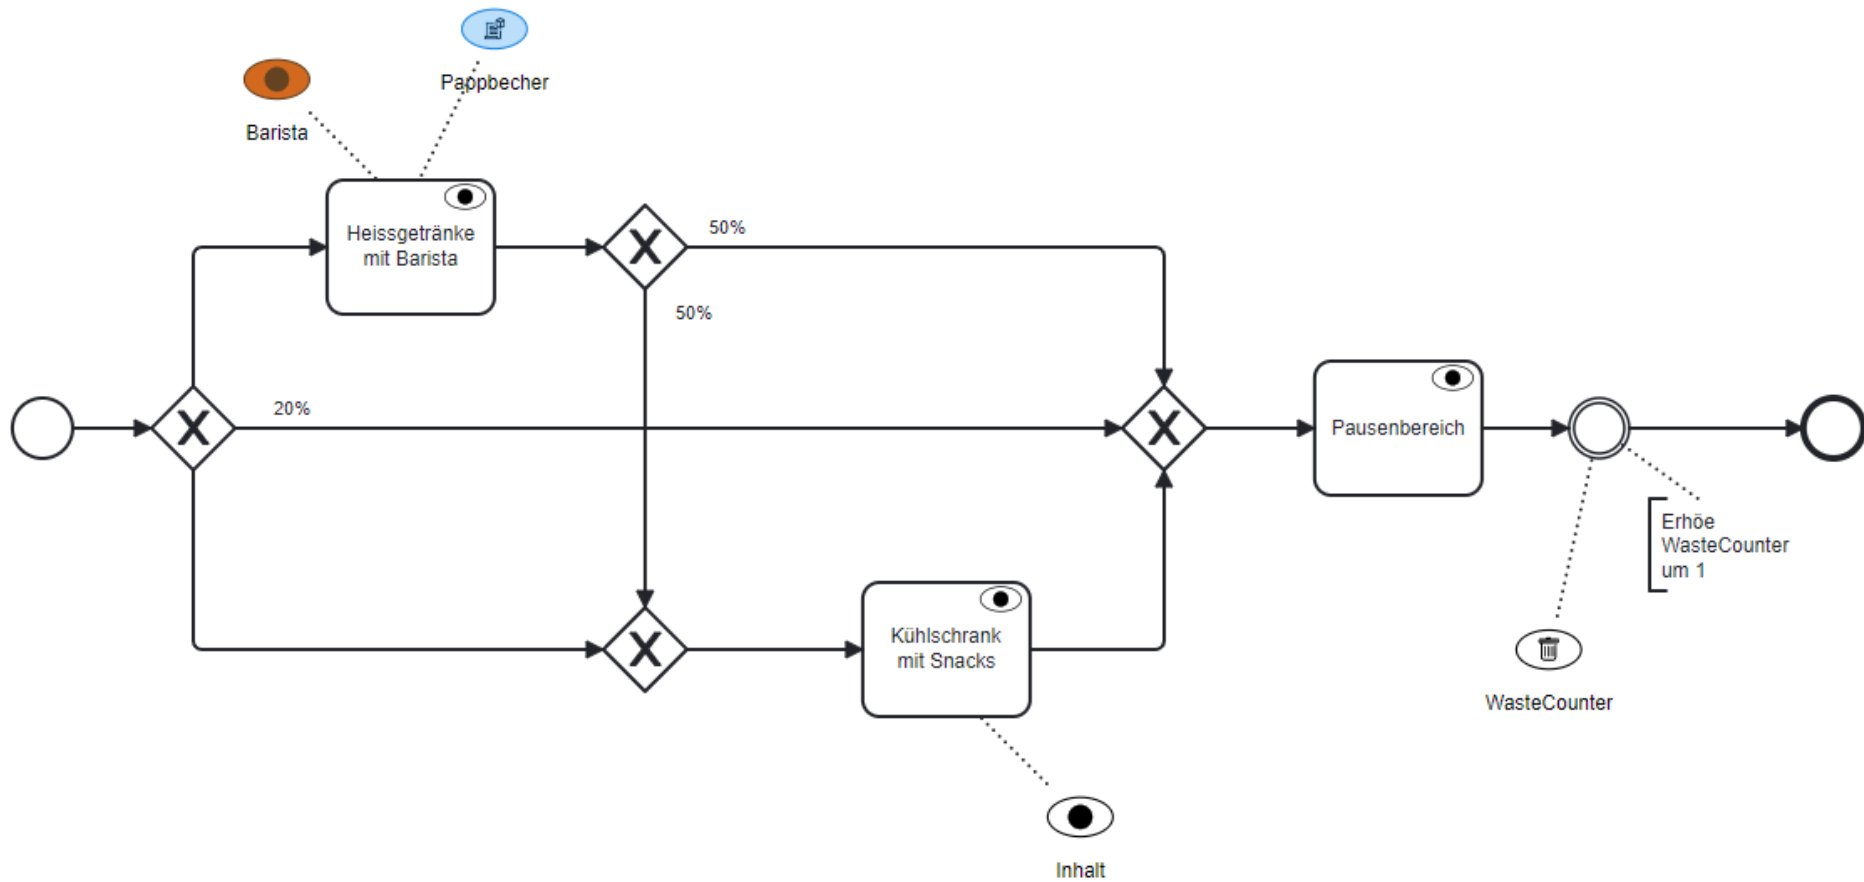 Pappbecher
Barista
Heissgetränke
mit Barista
50%
50%
20%
Pausenbereich
Erhöe
WasteCounter
um 1
Kühlschrank
mit Snacks
WasteCounter
Inhalt